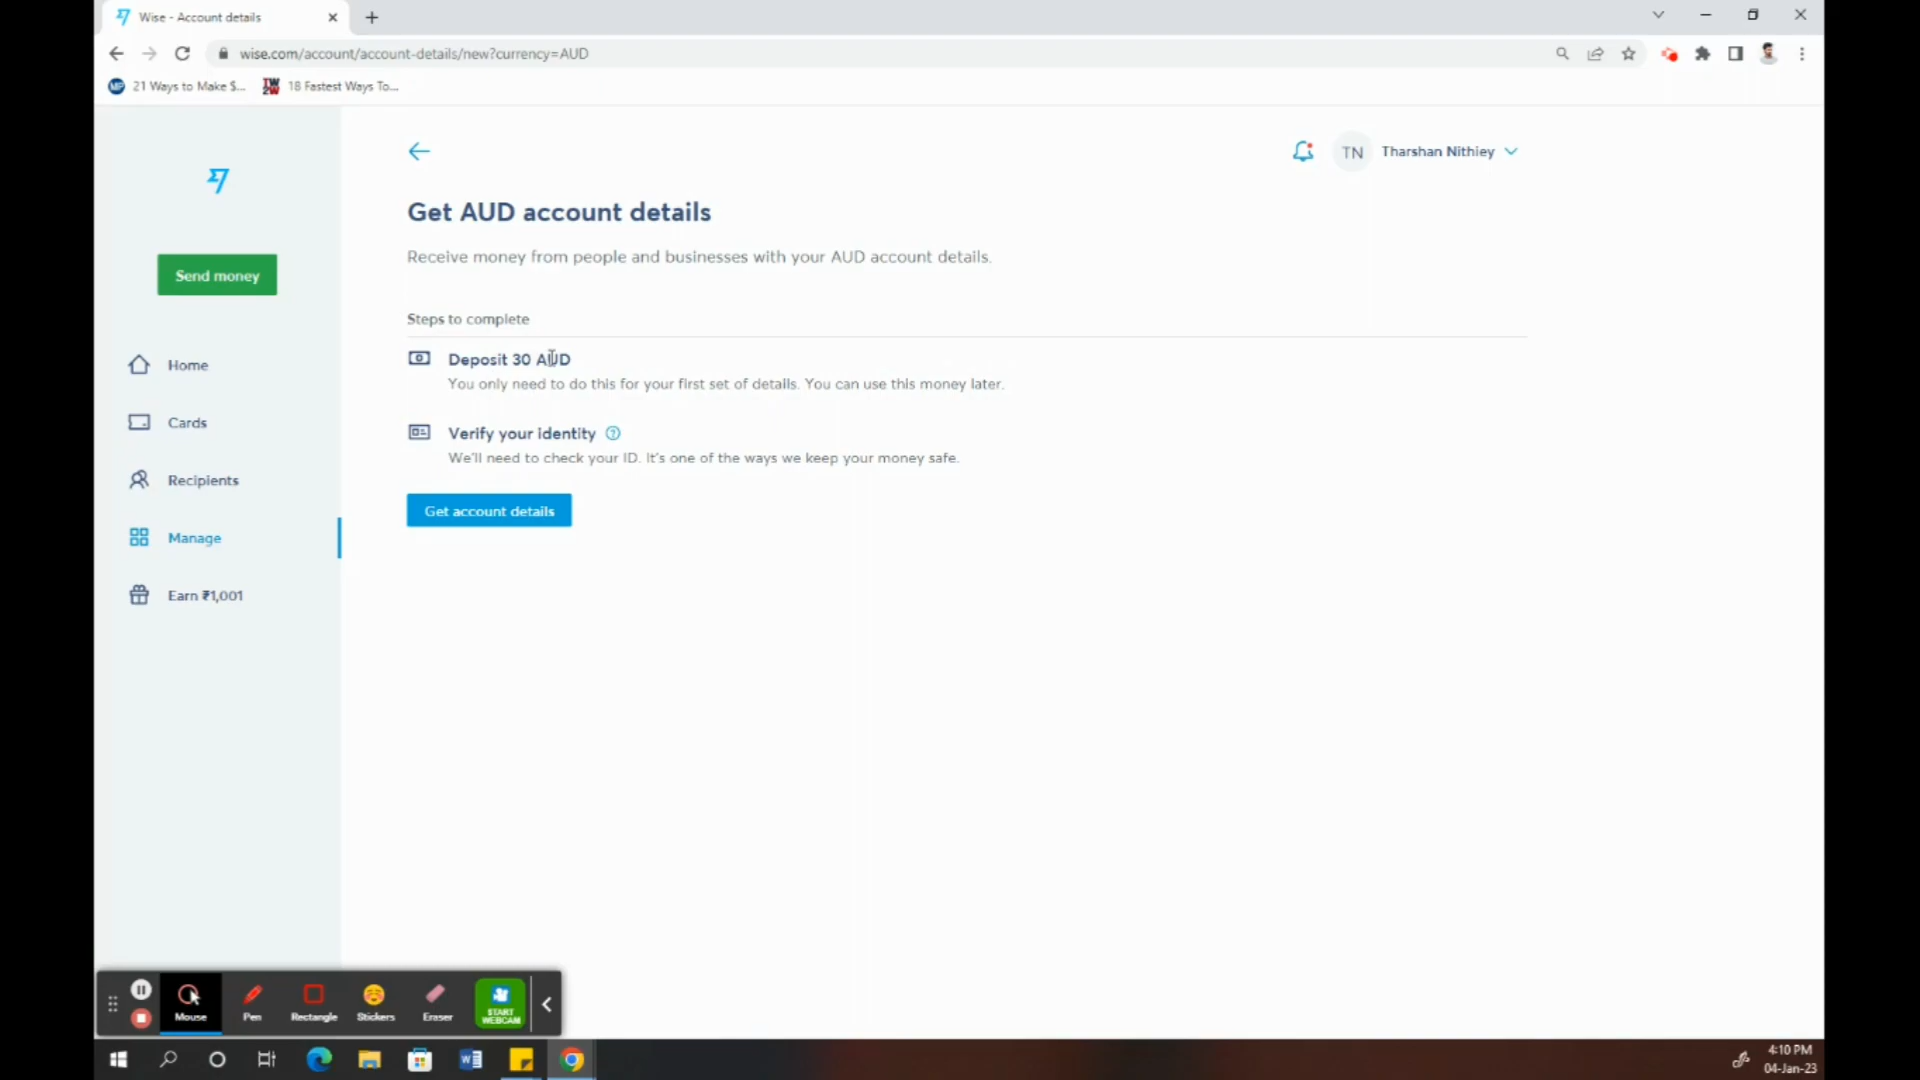 Wise - Account details
wise.com/account/account-details/new?currency=AUD
21 Ways to Make $...
18 Fastest Ways To...
TN
Tharshan Nithiey
Get AUD account details
Send money
Receive money from people and businesses with your AUD account details.
Steps to complete
Home
Deposit 30 AUD
You only need to do this for your first set of details. You can use this money later.
Cards
Verify your identity
We'll need to check your ID. It's one of the ways we keep your money safe.
Recipients
Get account details
Manage
Earn ₹1,001
Mouse
Pen
Rectangle
Stickers
Eraser
START
WEBCAM
4:10 PM
04-Jan-23